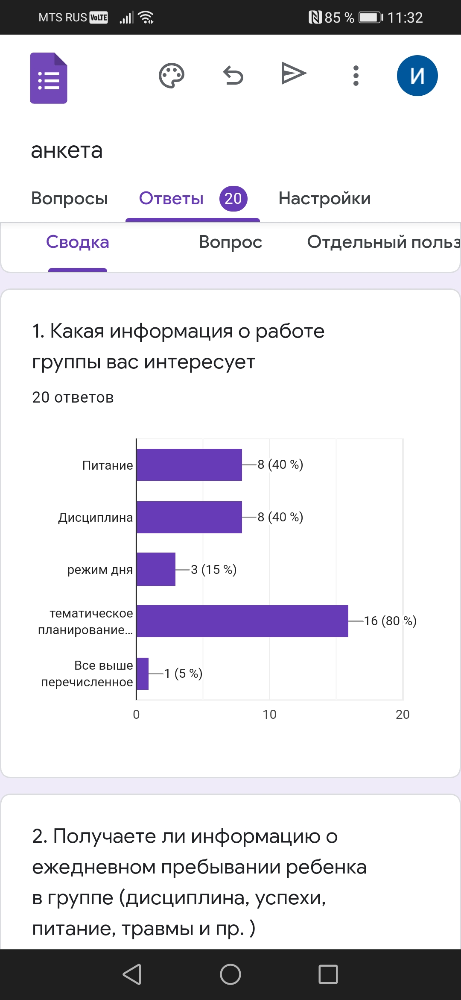 MTS RUS VoLTE 85 % 11:32
И
анкета
Вопросы Ответы 20 Настройки
Сводка Вопрос Отдельный польз
1. Какая информация о работе
группы вас интересует
20 ответов
Питание 8 (40 %)
Дисциплина 8 (40 %)
режим дня 3 (15 %)
тематическое
планирование... 16 (80 %)
Все выше
перечисленное 1 (5 %)
0 10 20
2. Получаете ли информацию о
ежедневном пребывании ребенка
в группе (дисциплина, успехи,
питание, травмы и пр. )